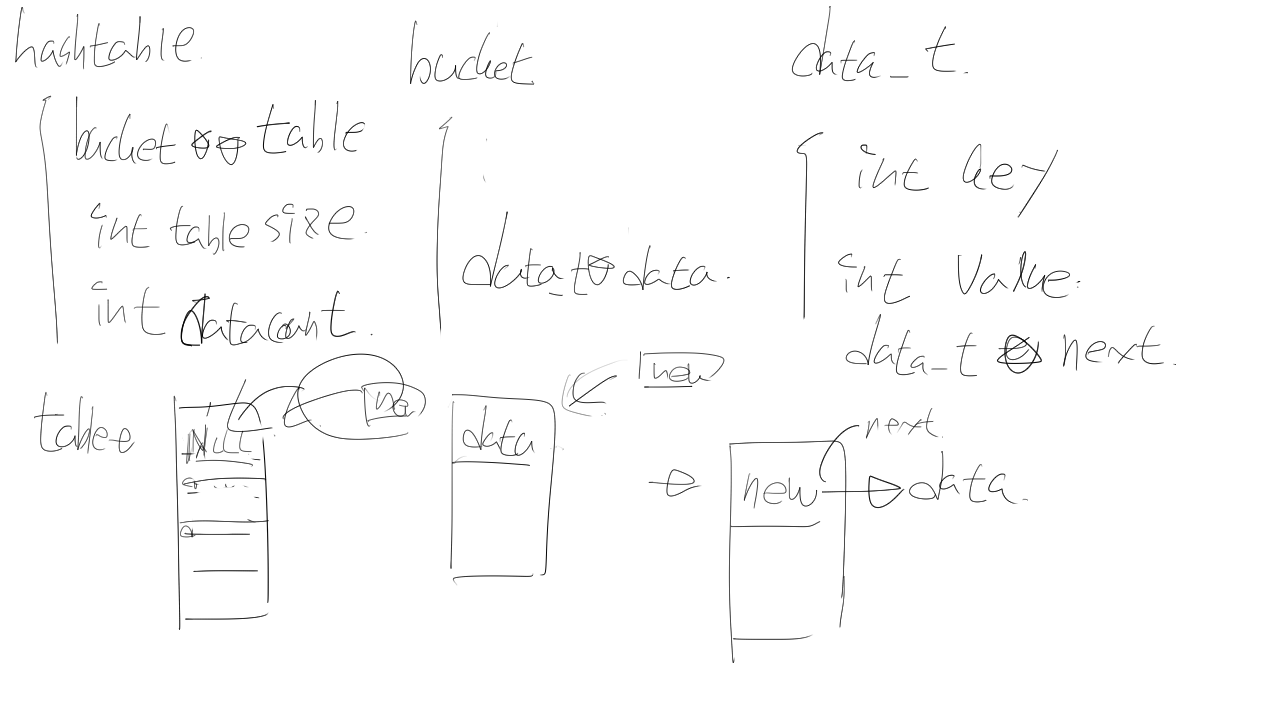 hashtable.
bucket ** table
int table size.
int datacount.
bucket
data_t * data.
data_t.
int key
int value.
data_t * next.
table
Null
ne
data
new
new
next.
data.